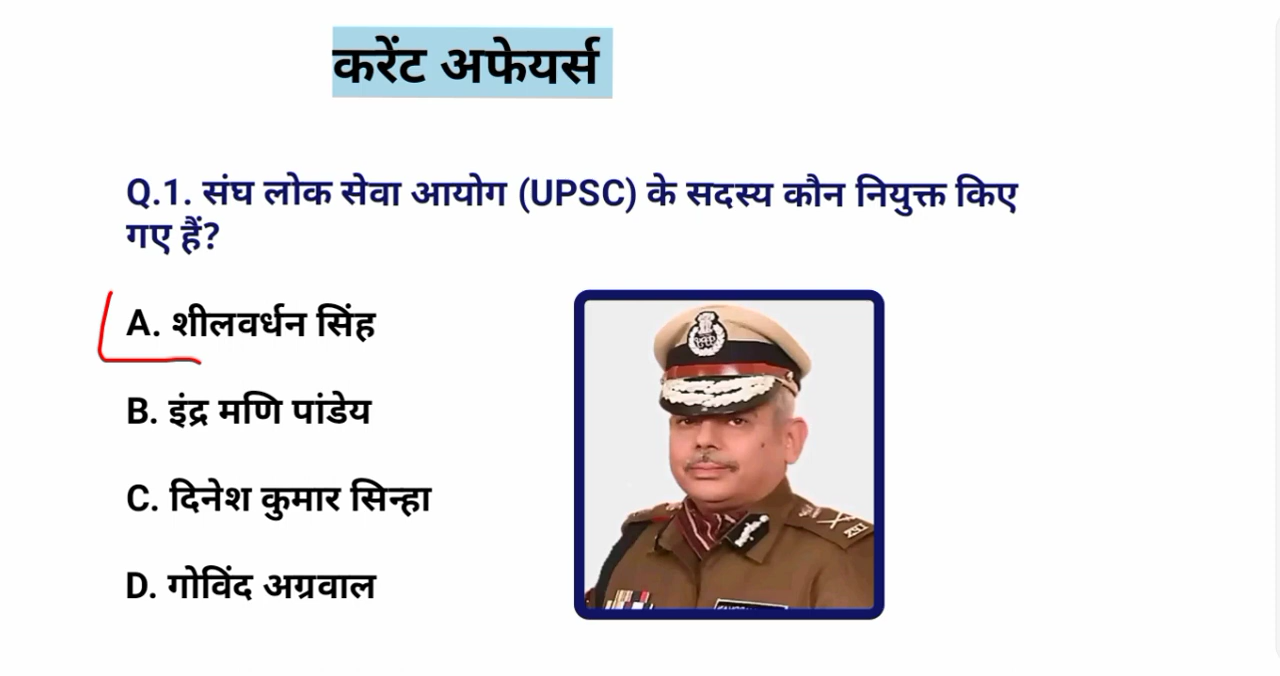 करेंट अफेयर्स
Q.1. संघ लोक सेवा आयोग (UPSC) के सदस्य कौन नियुक्त किए
गए हैं?
A. शीलवर्धन सिंह
B. इंद्र मणि पांडेय
C. दिनेश कुमार सिन्हा
D. गोविंद अग्रवाल